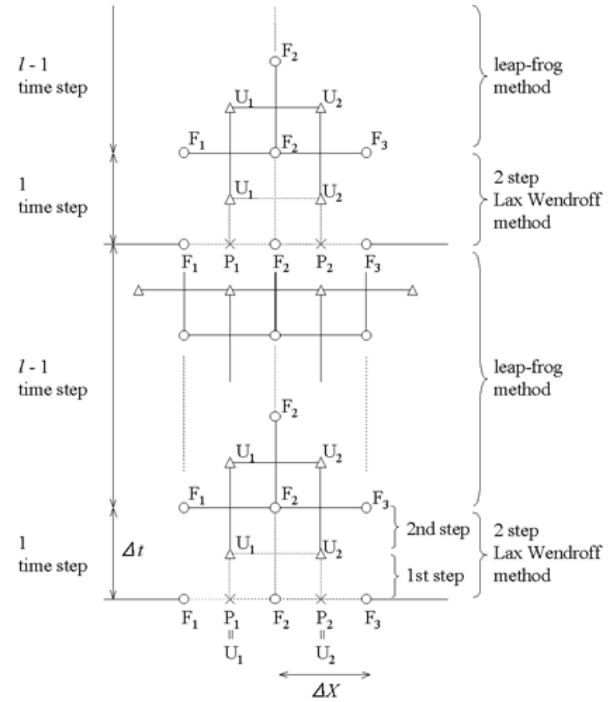 F2
l - 1
time step
leap-frog
method
U1 U2
F1 F2 F3
1
time step
U1 U2
2 step
Lax Wendroff
method
F1 P1 F2 P2 F3
l - 1
time step
leap-frog
method
F2
U1 U2
F1 F2 F3
1
time step
Δt
U1 U2
2nd step
1st step
2 step
Lax Wendroff
method
F1 P1 F2 P2 F3
= =
U1 U2
ΔX